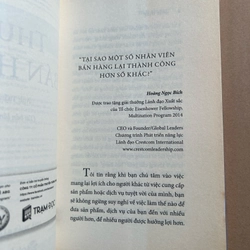 "TẠI SAO MỘT SỐ NHÂN VIÊN
BÁN HÀNG LẠI THÀNH CÔNG
HƠN SỐ KHÁC?"
Hoàng Ngọc Bích
Được trao tặng giải thưởng Lãnh đạo Xuất sắc
của Tổ chức Eisenhower Fellowship,
Multination Program 2014
CEO và Founder/Global Leaders
Chương trình Phát triển năng lực
Lãnh đạo Crestcom International
www.crestcomleadership.com
Tôi tin rằng khi bạn chú tâm vào việc
mang lại lợi ích cho người khác từ việc cung cấp
sản phẩm hoặc dịch vụ tuyệt vời của mình, bạn
sẽ không ngừng suy nghĩ về việc làm thế nào để
đưa sản phẩm, dịch vụ của bạn đến với nhiều
người hơn, để nhiều người được hưởng lợi hơn.
TRAMDOC